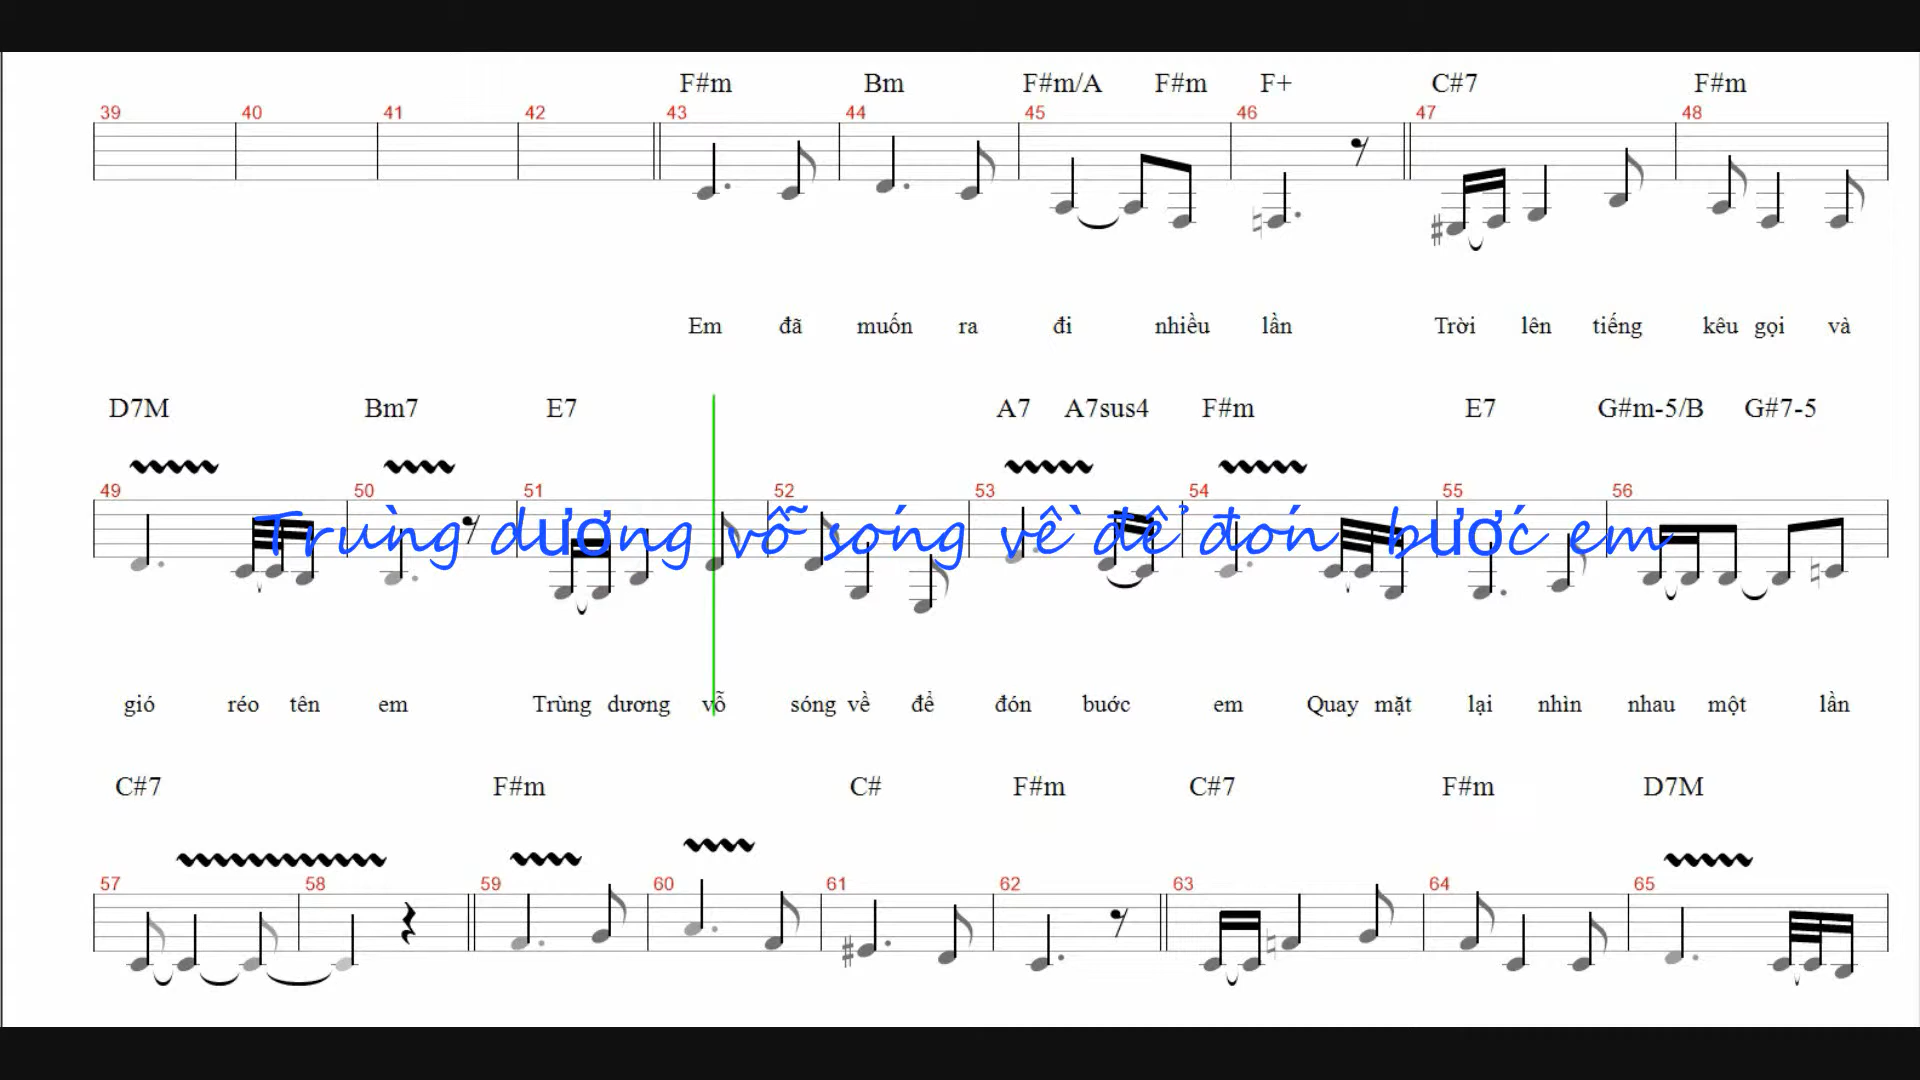 F#m Bm F#m/A F#m F+ C#7 F#m
39 40 41 42 43 44 45 46 47 48
Em đã muốn ra đi nhiều lần Trời lên tiếng kêu gọi và
D7M Bm7 E7 A7 A7sus4 F#m E7 G#m-5/B G#7-5
49 50 51 52 53 54 55 56
Trùng dương vỗ sóng về để đón bước em
gió réo tên em Trùng dương vỗ sóng về để đón buớc em Quay mặt lại nhìn nhau một lần
C#7 F#m C# F#m C#7 F#m D7M
57 58 59 60 61 62 63 64 65